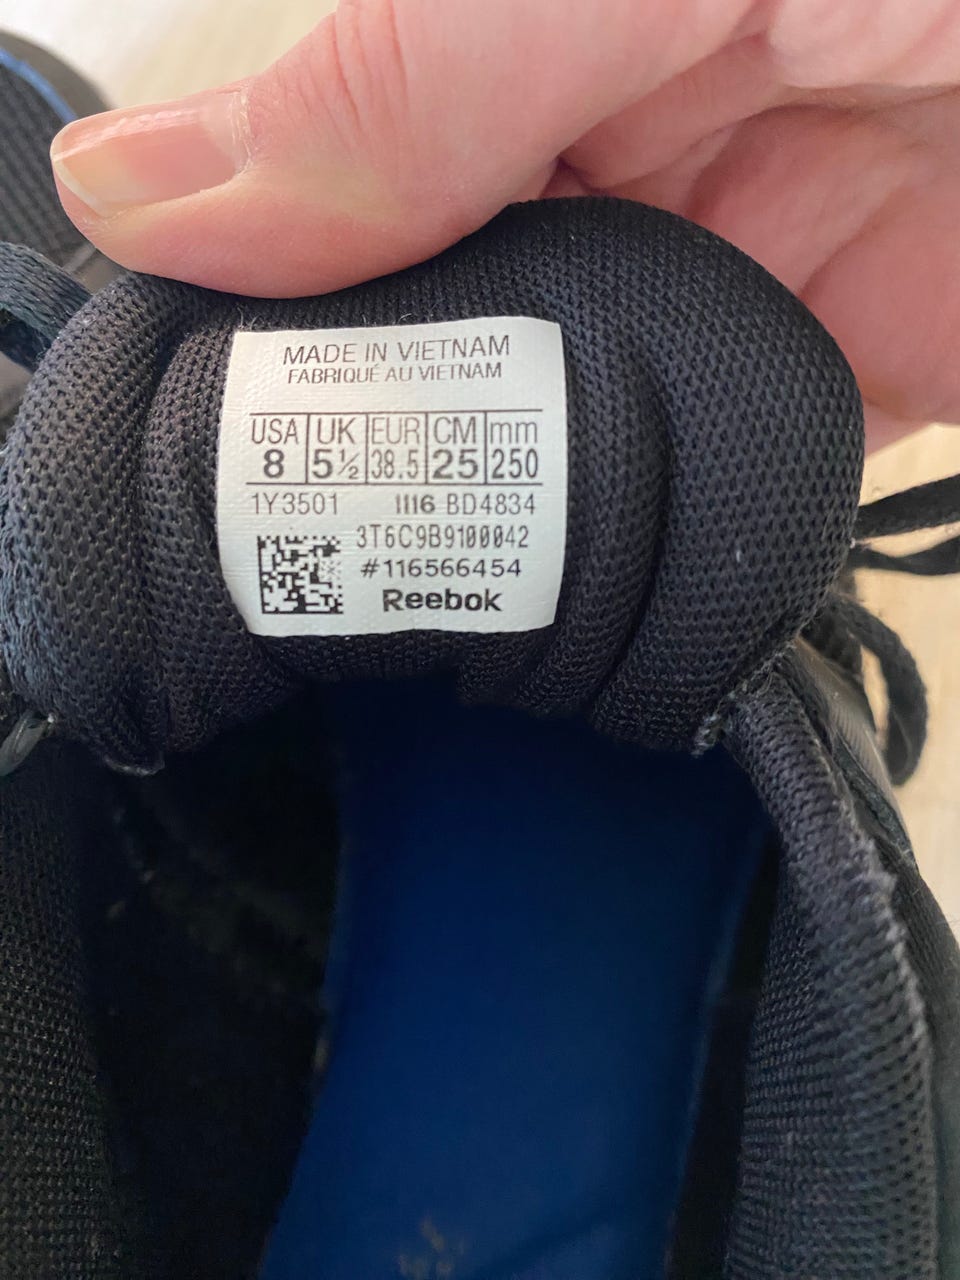 MADE IN VIETNAM
FABRIQUÉ AU VIETNAM
USA UK EUR CM mm
8 5½ 38.5 25 250
1Y3501 1116 BD4834
3T6C9B9100042
#116566454
Reebok